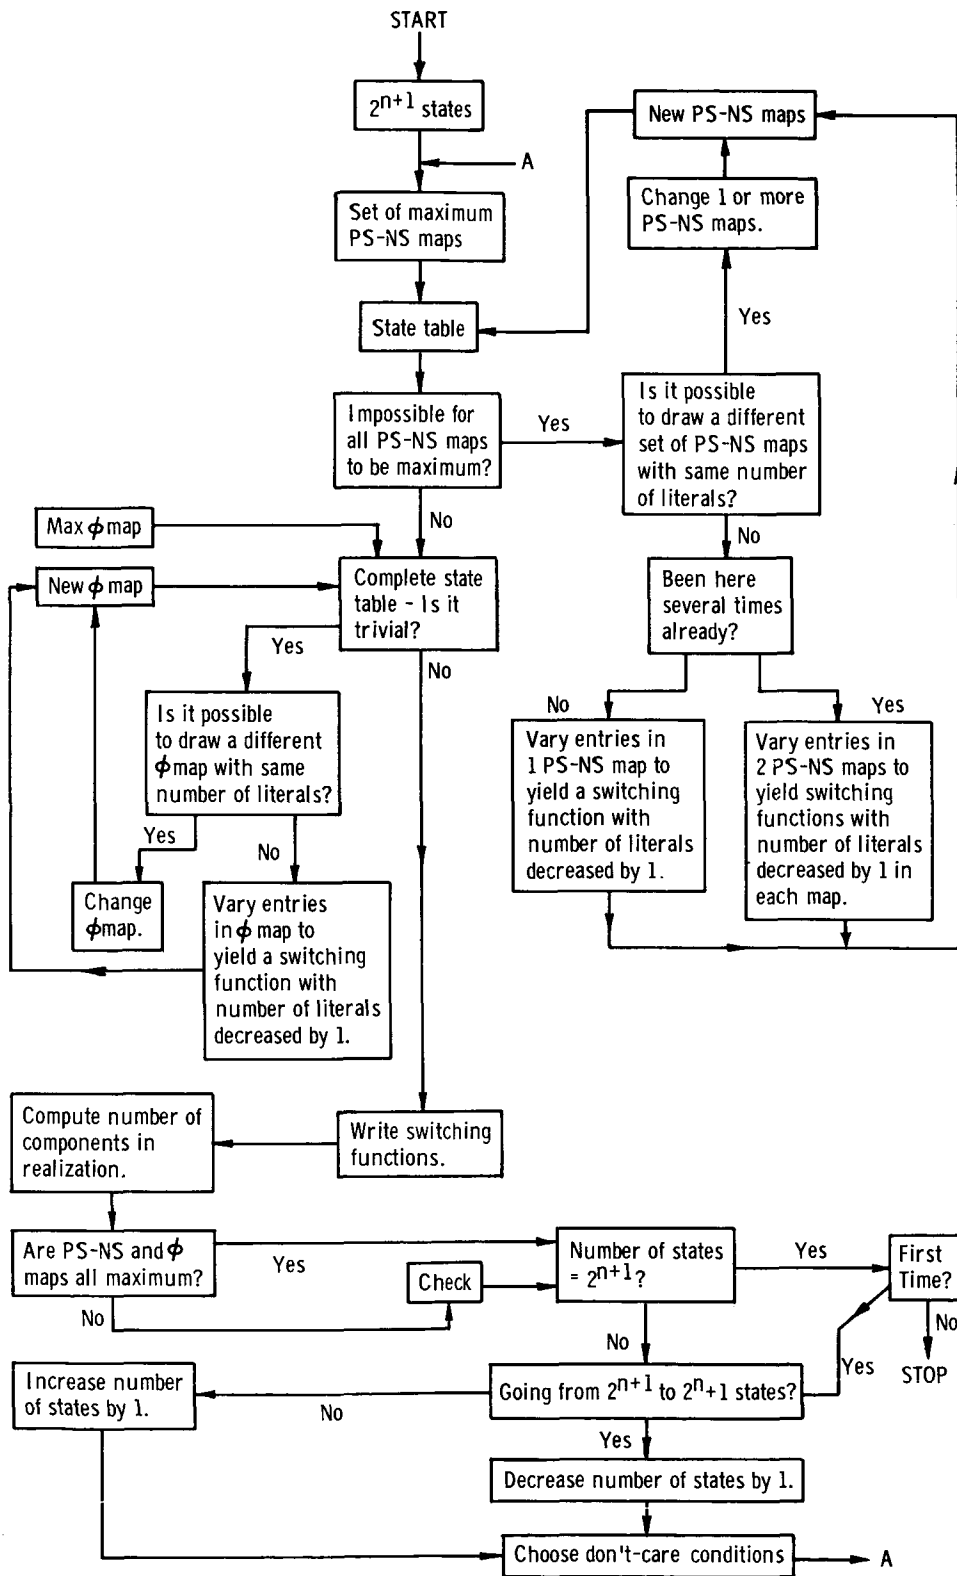 START
2ⁿ⁺¹ states
New PS-NS maps
A
Change 1 or more
PS-NS maps.
Set of maximum
PS-NS maps
Yes
State table
Is it possible
to draw a different
set of PS-NS maps
with same number
of literals?
Impossible for
all PS-NS maps
to be maximum?
Yes
No
No
Max ϕ map
New ϕ map
Complete state
table - Is it
trivial?
Been here
several times
already?
Yes
No
No
Yes
Is it possible
to draw a different
ϕ map with same
number of literals?
Vary entries in
1 PS-NS map to
yield a switching
function with
number of literals
decreased by 1.
Vary entries in
2 PS-NS maps to
yield switching
functions with
number of literals
decreased by 1 in
each map.
Yes
No
Change
ϕ map.
Vary entries
in ϕ map to
yield a switching
function with
number of literals
decreased by 1.
Compute number of
components in
realization.
Write switching
functions.
Are PS-NS and ϕ
maps all maximum?
Yes
Check
Number of states
= 2ⁿ⁺¹?
Yes
First
Time?
No
No
No
Yes
STOP
Increase number
of states by 1.
No
Going from 2ⁿ⁺¹ to 2ⁿ+1 states?
Yes
Decrease number of states by 1.
Choose don't-care conditions
A